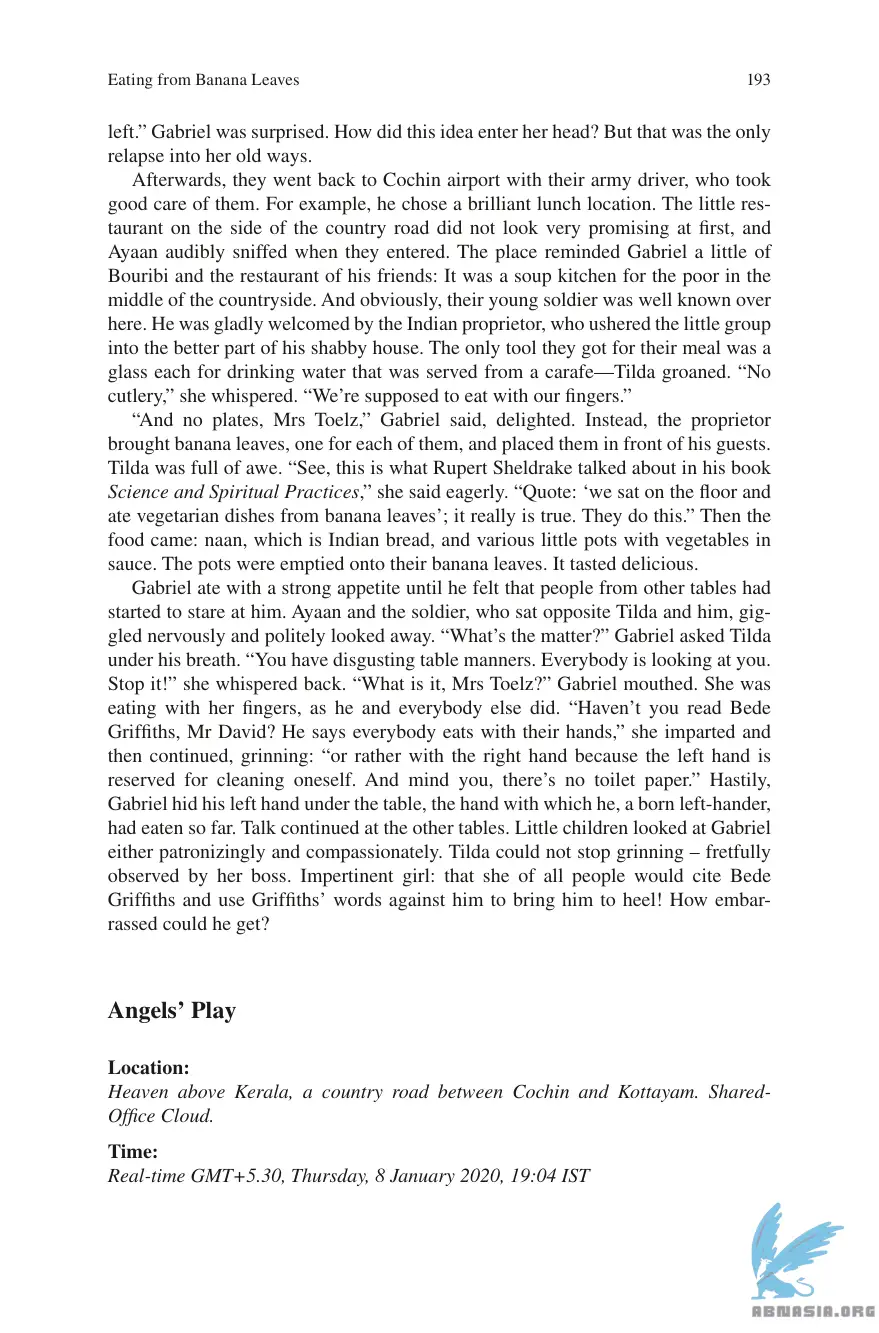 Eating from Banana Leaves 193
left.” Gabriel was surprised. How did this idea enter her head? But that was the only
relapse into her old ways.
Afterwards, they went back to Cochin airport with their army driver, who took
good care of them. For example, he chose a brilliant lunch location. The little res-
taurant on the side of the country road did not look very promising at first, and
Ayaan audibly sniffed when they entered. The place reminded Gabriel a little of
Bouribi and the restaurant of his friends: It was a soup kitchen for the poor in the
middle of the countryside. And obviously, their young soldier was well known over
here. He was gladly welcomed by the Indian proprietor, who ushered the little group
into the better part of his shabby house. The only tool they got for their meal was a
glass each for drinking water that was served from a carafe—Tilda groaned. “No
cutlery,” she whispered. “We’re supposed to eat with our fingers.”
“And no plates, Mrs Toelz,” Gabriel said, delighted. Instead, the proprietor
brought banana leaves, one for each of them, and placed them in front of his guests.
Tilda was full of awe. “See, this is what Rupert Sheldrake talked about in his book
Science and Spiritual Practices,” she said eagerly. “Quote: ‘we sat on the floor and
ate vegetarian dishes from banana leaves’; it really is true. They do this.” Then the
food came: naan, which is Indian bread, and various little pots with vegetables in
sauce. The pots were emptied onto their banana leaves. It tasted delicious.
Gabriel ate with a strong appetite until he felt that people from other tables had
started to stare at him. Ayaan and the soldier, who sat opposite Tilda and him, gig-
gled nervously and politely looked away. “What’s the matter?” Gabriel asked Tilda
under his breath. “You have disgusting table manners. Everybody is looking at you.
Stop it!” she whispered back. “What is it, Mrs Toelz?” Gabriel mouthed. She was
eating with her fingers, as he and everybody else did. “Haven’t you read Bede
Griffiths, Mr David? He says everybody eats with their hands,” she imparted and
then continued, grinning: “or rather with the right hand because the left hand is
reserved for cleaning oneself. And mind you, there’s no toilet paper.” Hastily,
Gabriel hid his left hand under the table, the hand with which he, a born left-hander,
had eaten so far. Talk continued at the other tables. Little children looked at Gabriel
either patronizingly and compassionately. Tilda could not stop grinning – fretfully
observed by her boss. Impertinent girl: that she of all people would cite Bede
Griffiths and use Griffiths’ words against him to bring him to heel! How embar-
rassed could he get?
Angels’ Play
Location:
Heaven above Kerala, a country road between Cochin and Kottayam. Shared-
Office Cloud.
Time:
Real-time GMT+5.30, Thursday, 8 January 2020, 19:04 IST
ABNASIA.ORG